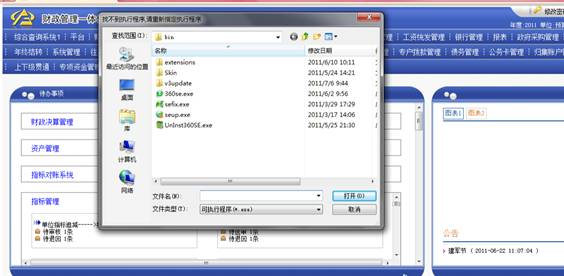 财政管理一体
修改密
年度:2011 单位
找不到执行程序,请重新指定执行程序
综合查询系统1 | 平台
工资统发管理 | 银行管理 | 报表 | 政府采购管理
年终结转 | 系统管理 | 往
专户拨款管理 | 债务管理 | 公务卡管理 | 归集账户
上下级贯通 | 专项资金管
查找范围(I):
bin
最近访问的位置
桌面
库
计算机
网络
名称
修改日期
extensions
2011/6/10 10:11
Skin
2011/5/24 14:21
v3update
2011/7/6 9:44
360se.exe
2011/6/2 9:56
sefix.exe
2011/3/29 17:29
seup.exe
2011/3/17 14:06
UnInst360SE.exe
2011/5/25 21:30
文件名(N):
打开(O)
文件类型(T):
可执行程序(*.exe)
取消
待办事项
财政决算管理
资产管理
指标对账系统
指标管理
单位指标追减----->
待审核 1条
待退回 1条
待退回 1条
图表1
图表2
公告
建军节 ( 2011-06-22 11:07:04 )